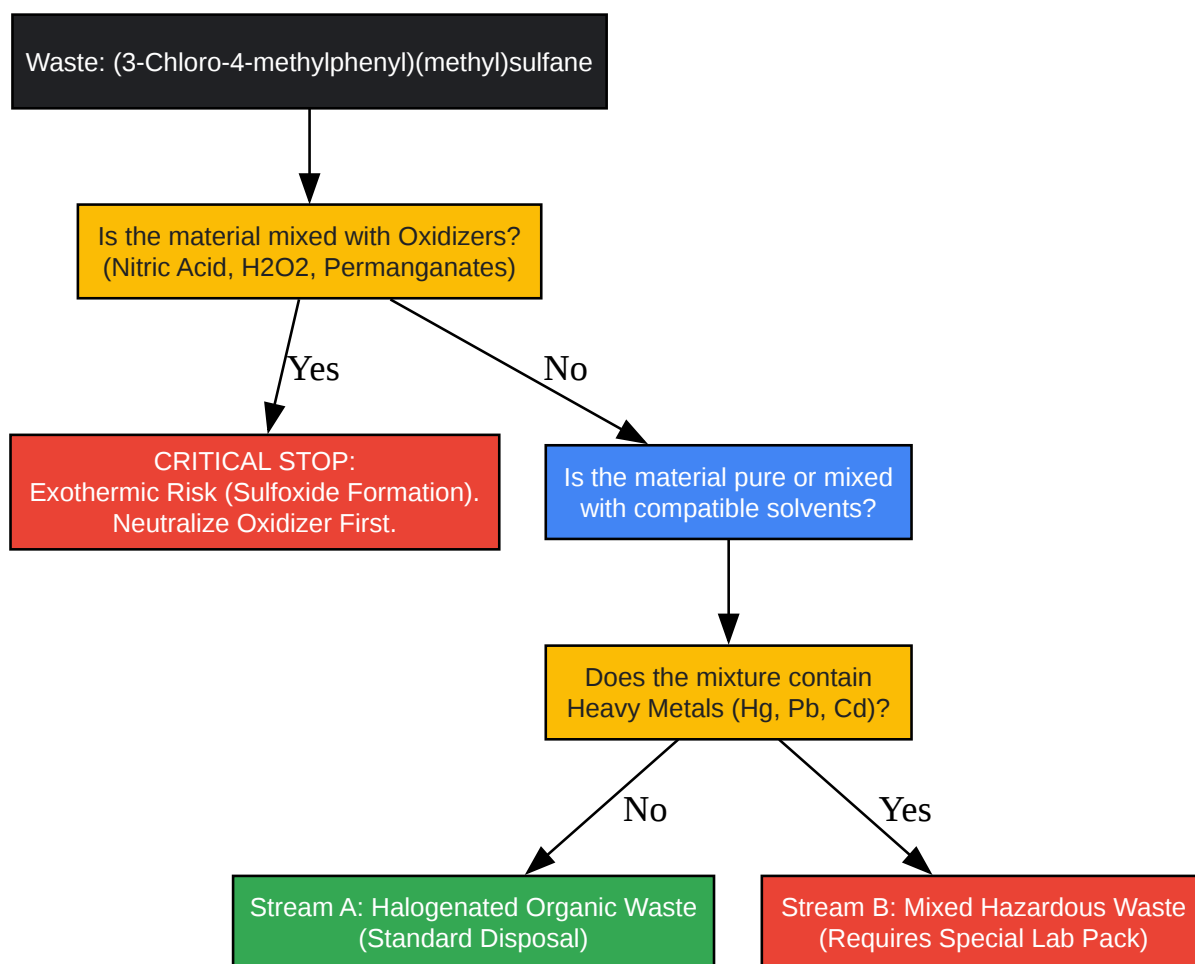 Waste: (3-Chloro-4-methylphenyl)(methyl)sulfane
Is the material mixed with Oxidizers?
(Nitric Acid, H2O2, Permanganates)
Yes
No
CRITICAL STOP:
Exothermic Risk (Sulfoxide Formation).
Neutralize Oxidizer First.
Is the material pure or mixed
with compatible solvents?
Does the mixture contain
Heavy Metals (Hg, Pb, Cd)?
No
Yes
Stream A: Halogenated Organic Waste
(Standard Disposal)
Stream B: Mixed Hazardous Waste
(Requires Special Lab Pack)